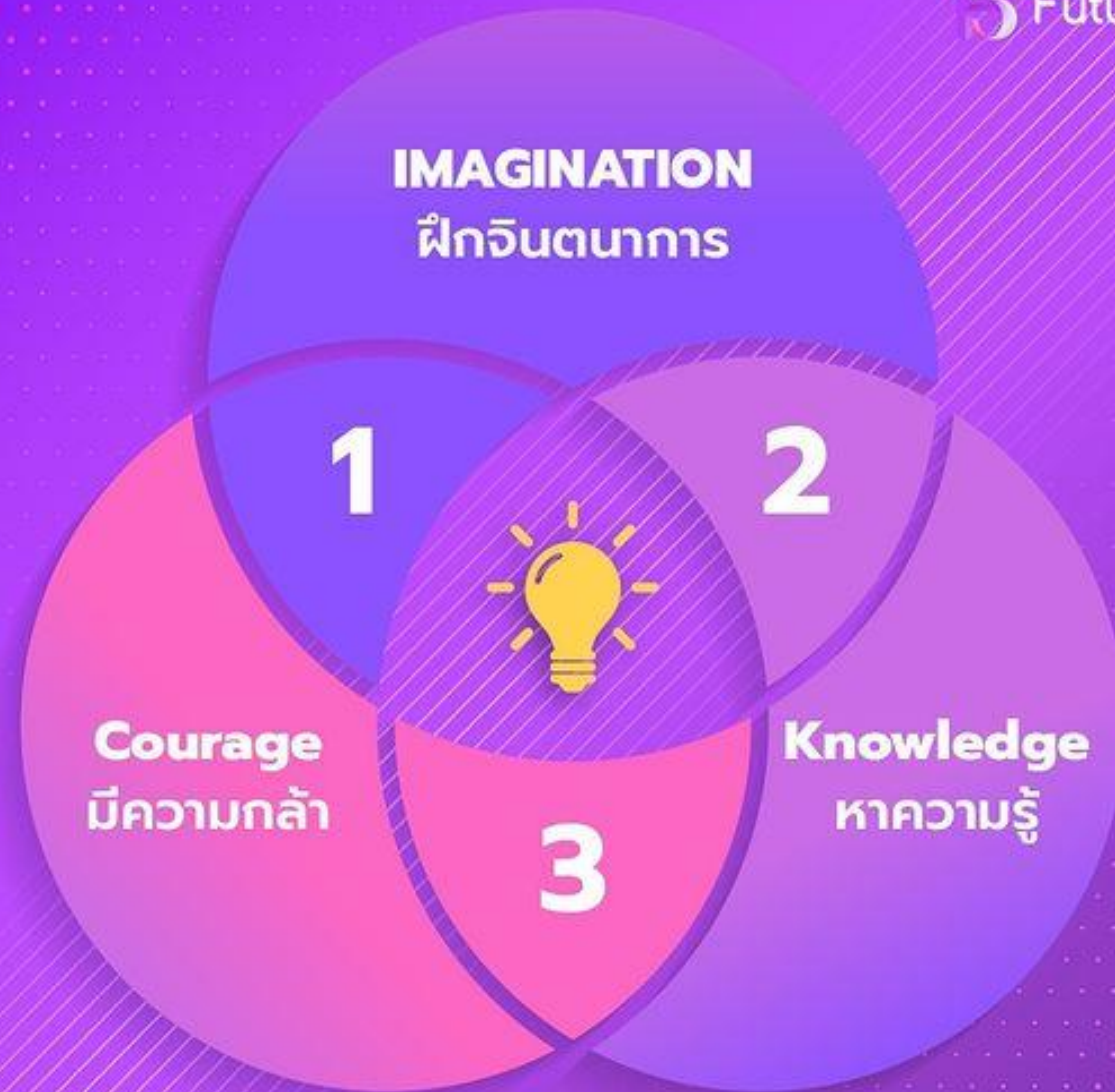 IMAGINATION
ฝึกจินตนาการ
1
2
Courage
มีความกล้า
Knowledge
หาความรู้
3